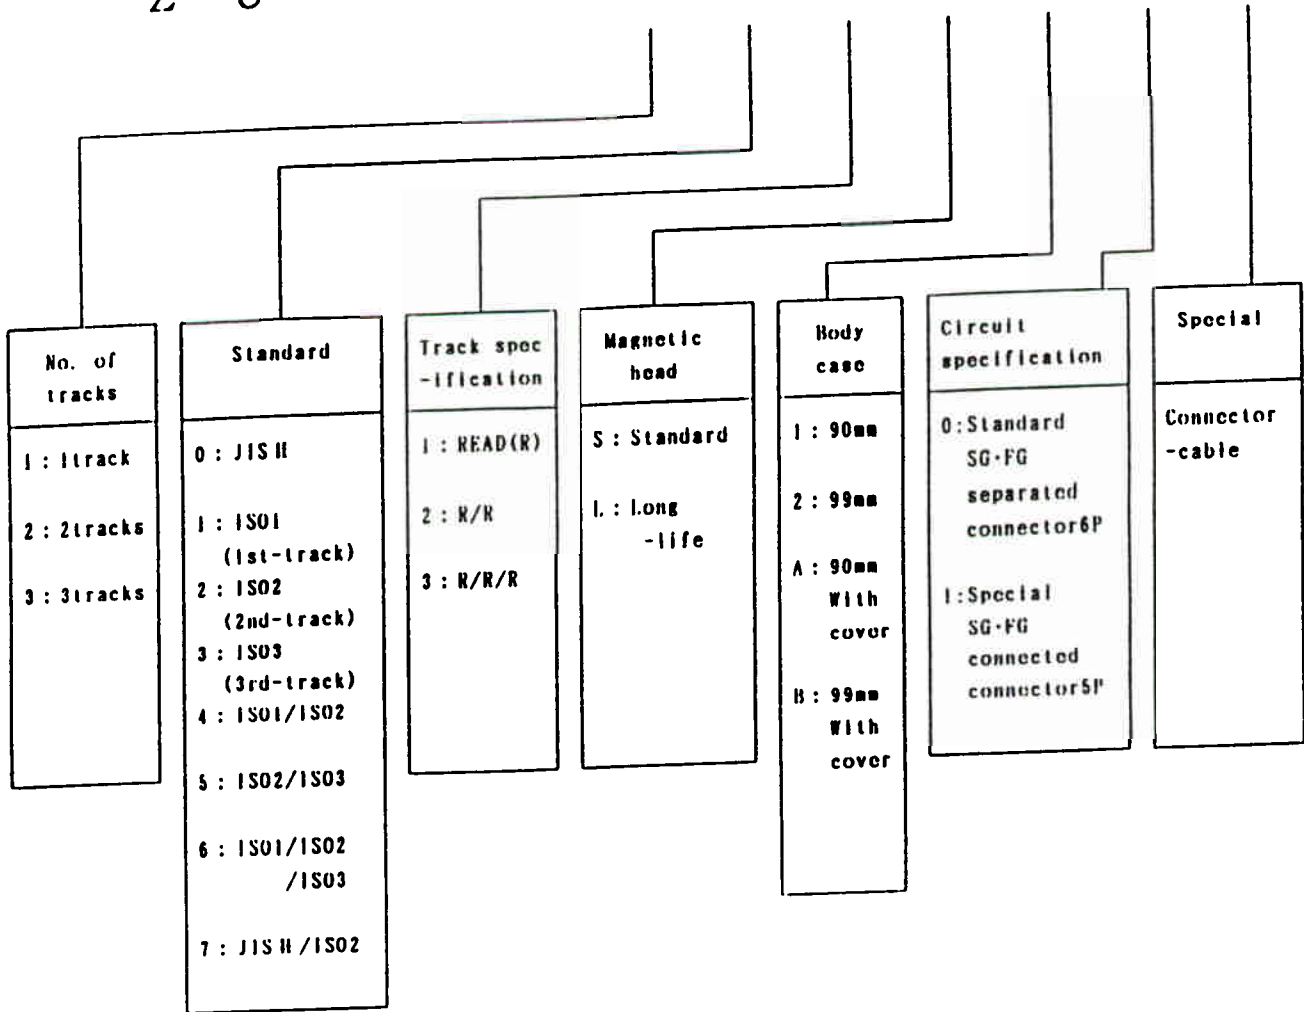 No. of
tracks
1 : 1track
2 : 2tracks
3 : 3tracks
Standard
0 : JIS II
1 : ISO1
(1st-track)
2 : ISO2
(2nd-track)
3 : ISO3
(3rd-track)
4 : ISO1/ISO2
5 : ISO2/ISO3
6 : ISO1/ISO2
/ISO3
7 : JIS II /ISO2
Track spec
-ification
1 : READ(R)
2 : R/R
3 : R/R/R
Magnetic
head
S : Standard
L : Long
-life
Body
case
1 : 90mm
2 : 99mm
A : 90mm
With
cover
B : 99mm
With
cover
Circuit
specification
0:Standard
SG·FG
separated
connector6P
1:Special
SG·FG
connected
connector5P
Special
Connector
-cable